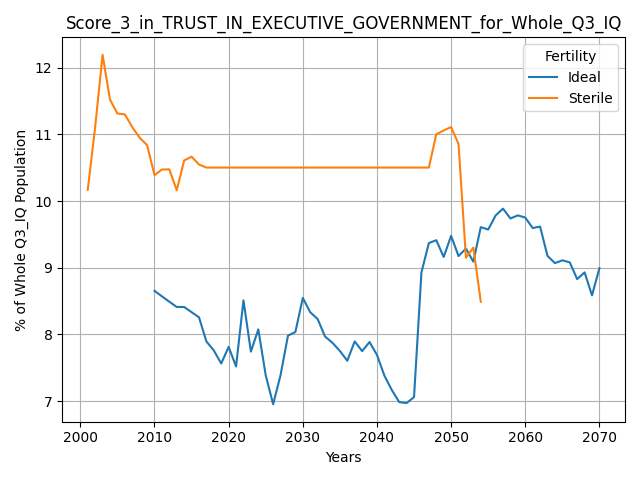 Score_3_in_TRUST_IN_EXECUTIVE_GOVERNMENT_for_Whole_Q3_IQ
Fertility
Ideal
Sterile
% of Whole Q3_IQ Population
12
11
10
9
8
7
2000 2010 2020 2030 2040 2050 2060 2070
Years